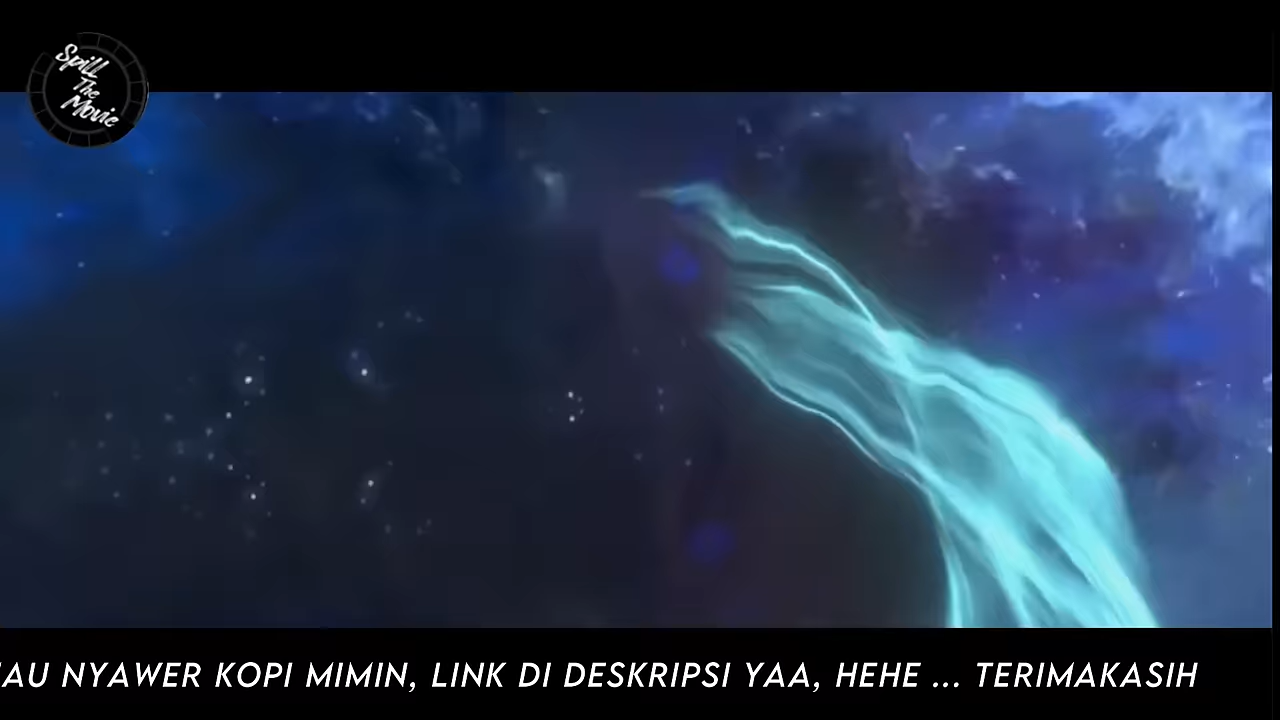 Spill
The
Movie
AU NYAWER KOPI MIMIN, LINK DI DESKRIPSI YAA, HEHE ... TERIMAKASIH